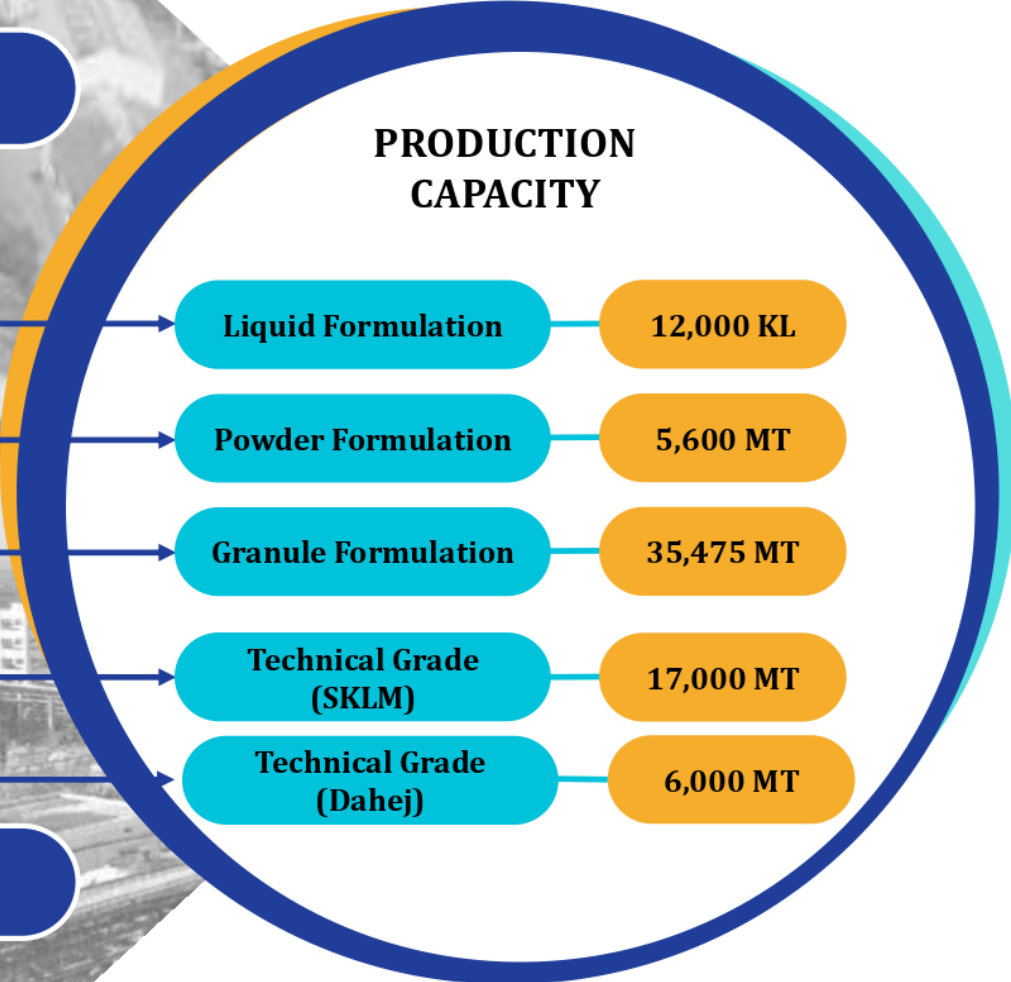 PRODUCTION
CAPACITY
Liquid Formulation 12,000 KL
Powder Formulation 5,600 MT
Granule Formulation 35,475 MT
Technical Grade
(SKLM)
17,000 MT
Technical Grade
(Dahej)
6,000 MT